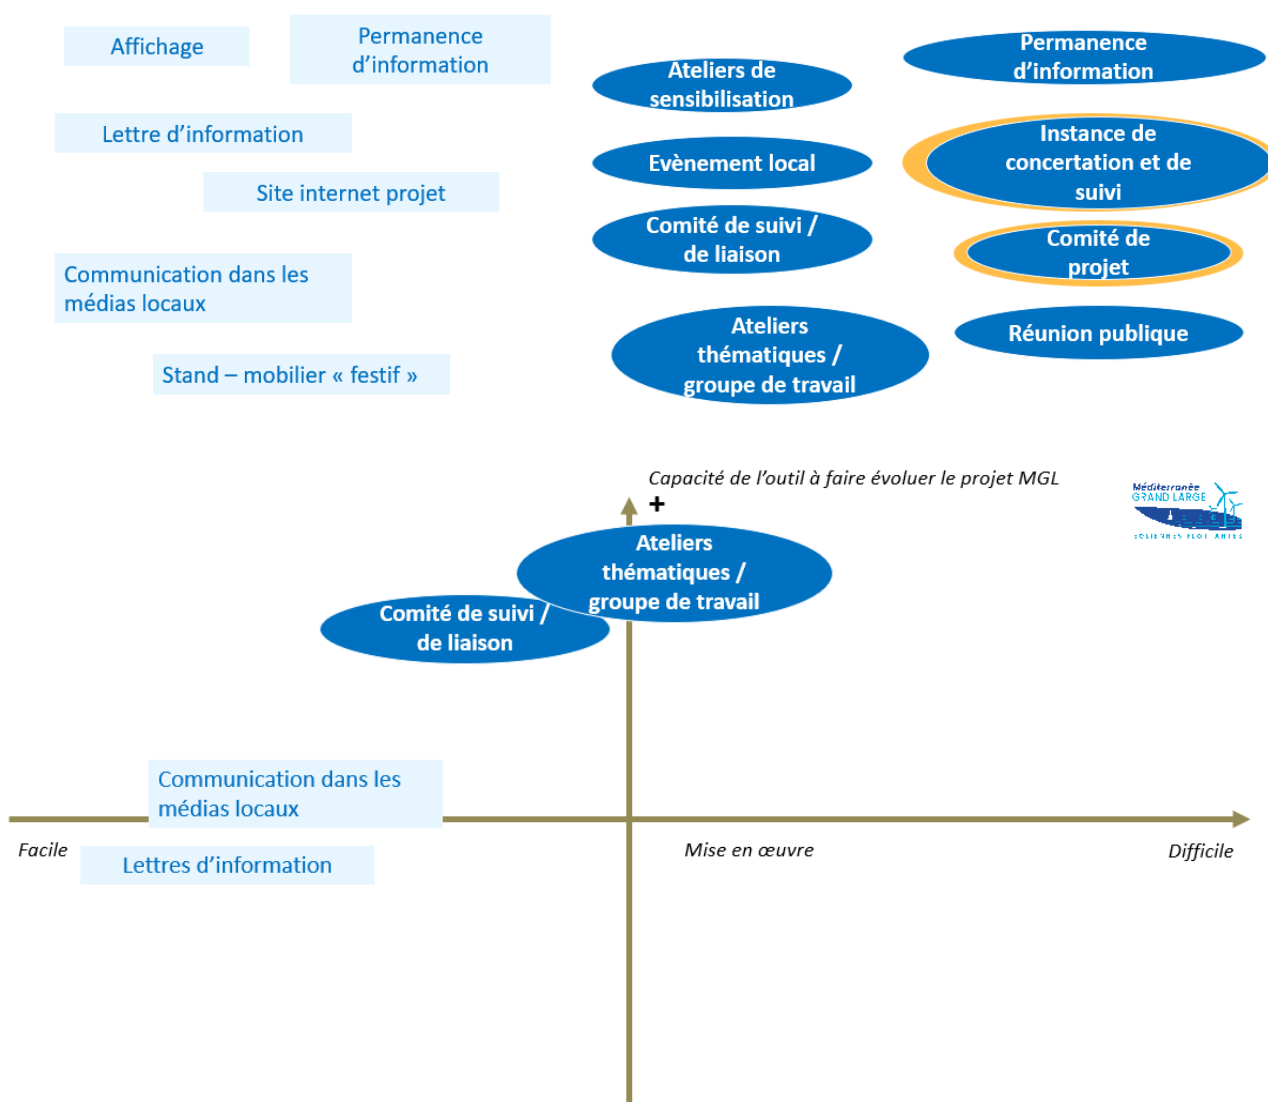 Affichage
Permanence
d’information
Lettre d’information
Site internet projet
Communication dans les
médias locaux
Stand – mobilier « festif »
Ateliers de
sensibilisation
Evènement local
Comité de suivi /
de liaison
Ateliers
thématiques /
groupe de travail
Permanence
d’information
Instance de
concertation et de
suivi
Comité de
projet
Réunion publique
Capacité de l’outil à faire évoluer le projet MGL
+
Méditerranée
GRAND LARGE
EOLIENNES FLOTTANTES
Ateliers
thématiques /
groupe de travail
Comité de suivi /
de liaison
Communication dans les
médias locaux
Facile
Mise en œuvre
Difficile
Lettres d’information